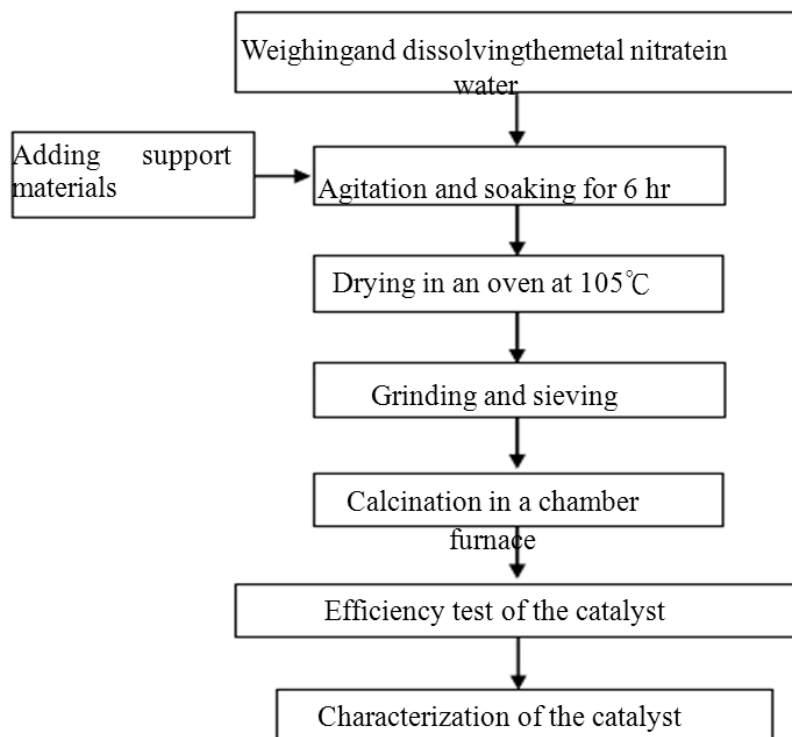 Weighingand dissolvingthemetal nitratein
water
Adding support
materials
Agitation and soaking for 6 hr
Drying in an oven at 105℃
Grinding and sieving
Calcination in a chamber
furnace
Efficiency test of the catalyst
Characterization of the catalyst